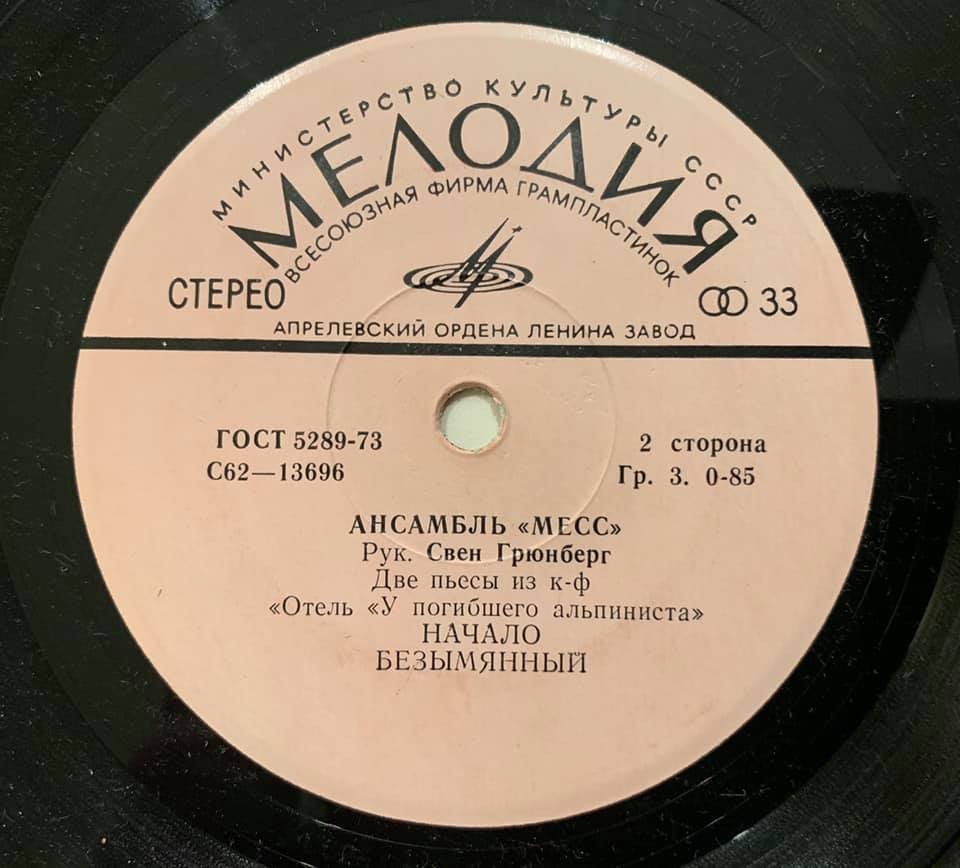 МИНИСТЕРСТВО КУЛЬТУРЫ СССР
МЕЛОДИЯ
ВСЕСОЮЗНАЯ ФИРМА ГРАМПЛАСТИНОК
СТЕРЕО
33
АПРЕЛЕВСКИЙ ОРДЕНА ЛЕНИНА ЗАВОД
ГОСТ 5289-73
2 сторона
С62—13696
Гр. 3. 0-85
АНСАМБЛЬ «МЕСС»
Рук. Свен Грюнберг
Две пьесы из к-ф
«Отель «У погибшего альпиниста»
НАЧАЛО
БЕЗЫМЯННЫЙ